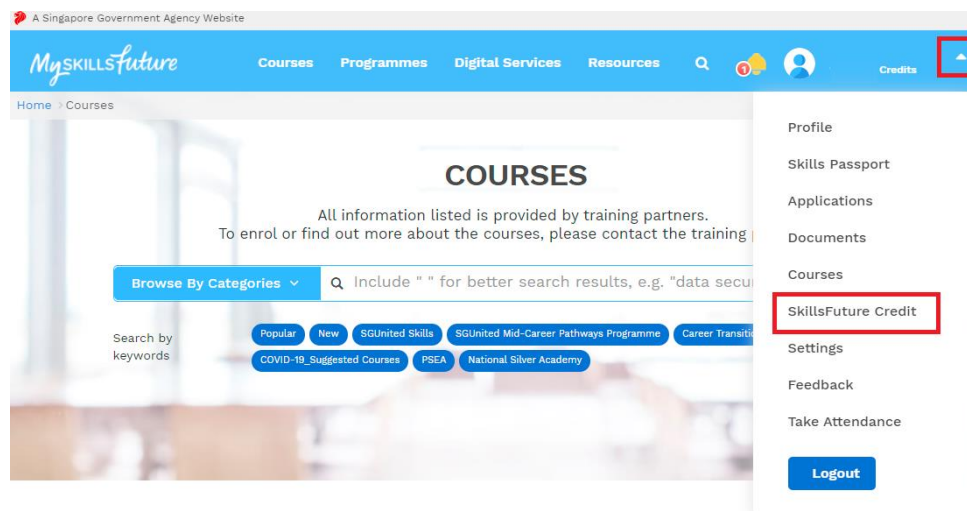 A Singapore Government Agency Website
MySKILLSfuture
Courses Programmes Digital Services Resources 1 Credits
Home > Courses
COURSES
All information listed is provided by training partners.
To enrol or find out more about the courses, please contact the training
Browse By Categories Include " " for better search results, e.g. "data secu
Search by keywords
Popular New SGUnited Skills SGUnited Mid-Career Pathways Programme Career Transitio
COVID-19_Suggested Courses PSEA National Silver Academy
Profile
Skills Passport
Applications
Documents
Courses
SkillsFuture Credit
Settings
Feedback
Take Attendance
Logout